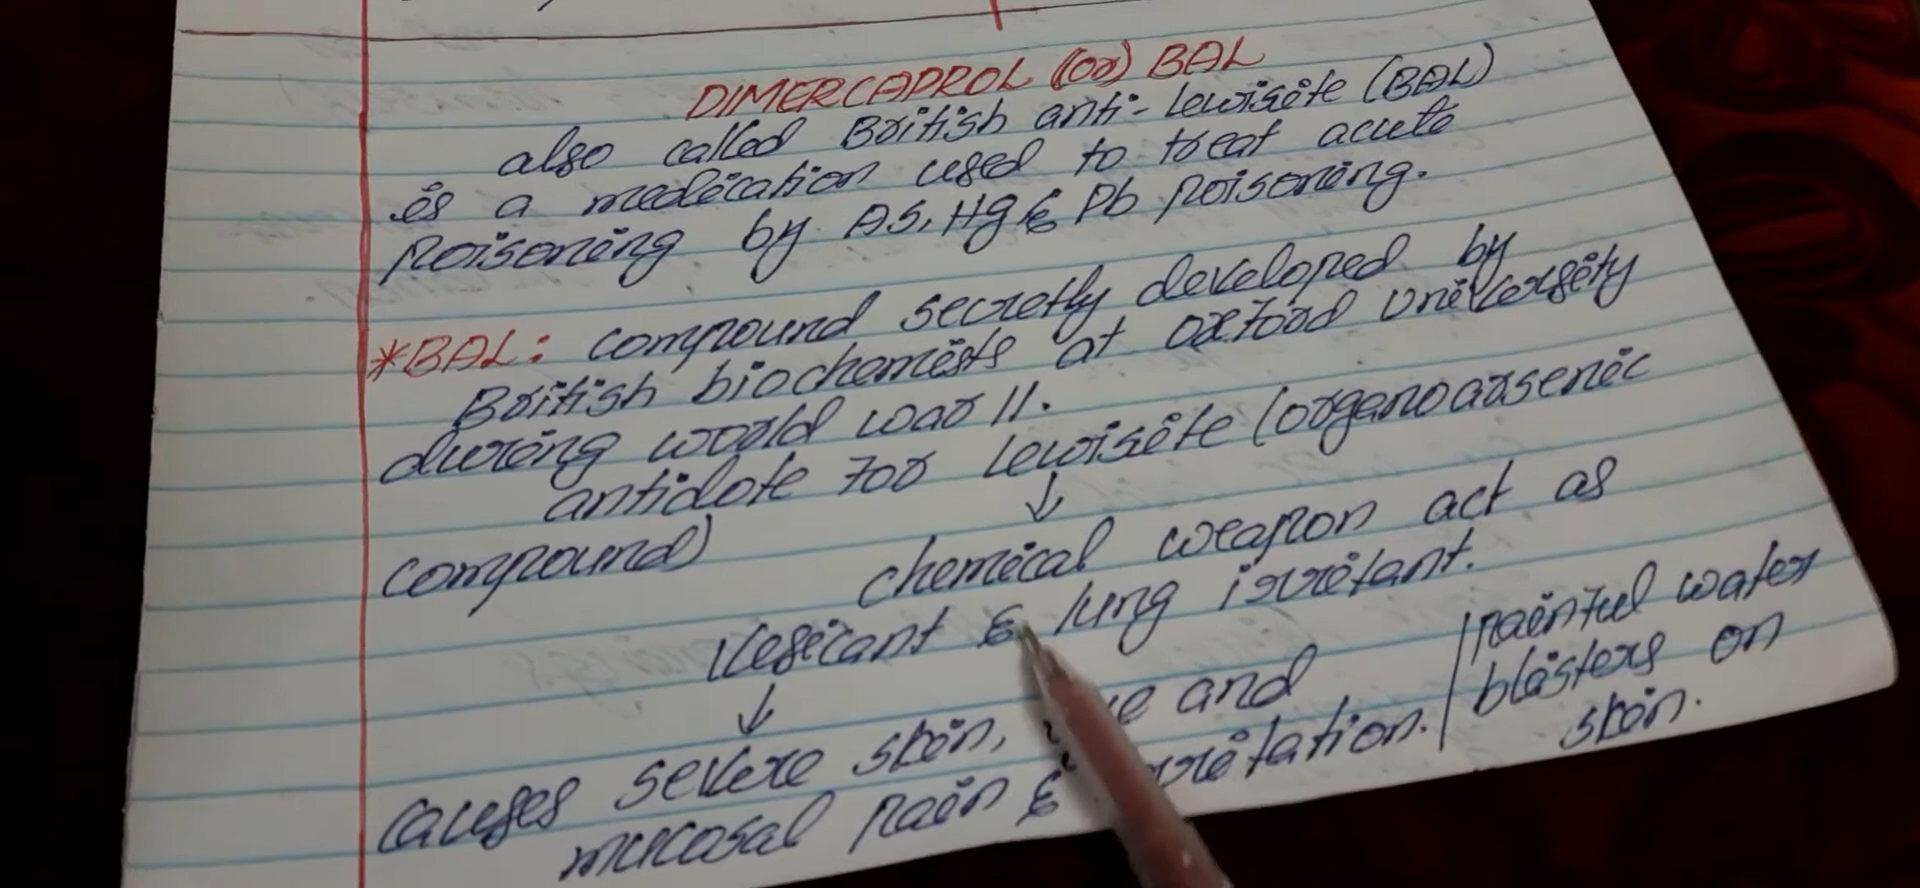 DIMERCAPROL (or) BAL
also called British anti-Lewisite (BAL)
is a medication used to treat acute
poisoning by AS, Hg & Pb poisoning.
*BAL: compound secretly developed by
British biochemists at oxford University
during world war II.
antidote for Lewisite (organoarsenic
compound)
↓
chemical weapon act as
vesicant & lung irritant.
↓
causes severe skin, and
mucosal pain &
painful water
blisters on
skin.